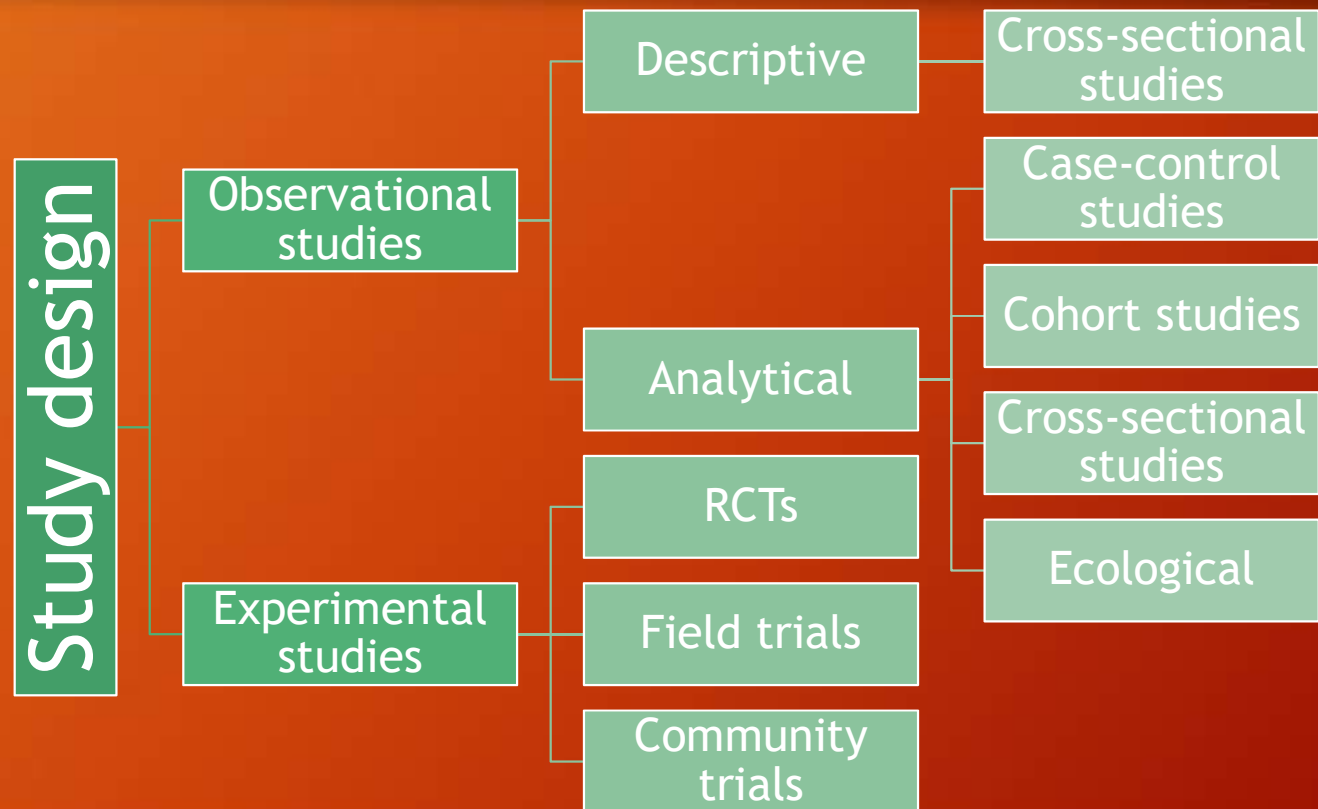 Study design
Observational
studies
Descriptive
Cross-sectional
studies
Analytical
Case-control
studies
Cohort studies
Cross-sectional
studies
Ecological
Experimental
studies
RCTs
Field trials
Community
trials